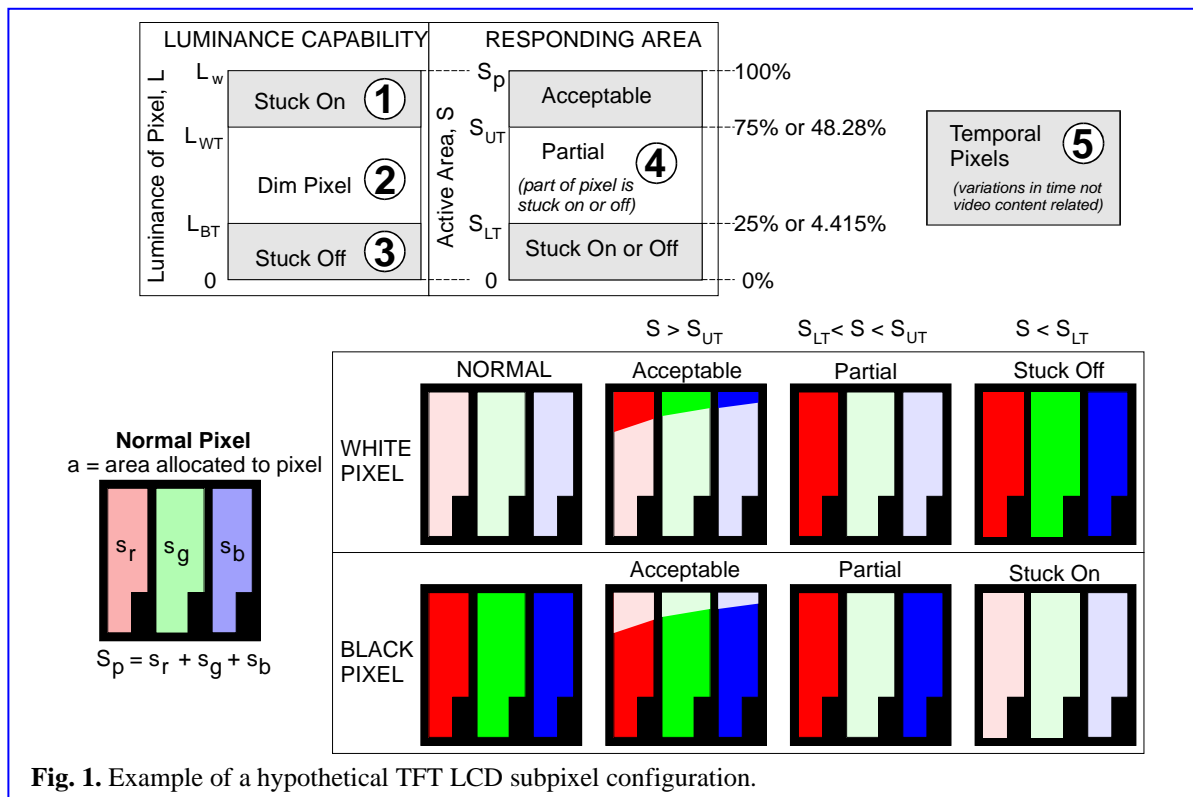 LUMINANCE CAPABILITY
RESPONDING AREA
Luminance of Pixel, L
L_w
L_WT
L_BT
0
Stuck On 1
Dim Pixel 2
Stuck Off 3
Active Area, S
S_p
S_UT
S_LT
0
Acceptable
Partial 4
(part of pixel is
stuck on or off)
Stuck On or Off
100%
75% or 48.28%
25% or 4.415%
0%
Temporal
Pixels 5
(variations in time not
video content related)
S > S_UT
S_LT < S < S_UT
S < S_LT
NORMAL
Acceptable
Partial
Stuck Off
WHITE
PIXEL
Normal Pixel
a = area allocated to pixel
s_r
s_g
s_b
S_p = s_r + s_g + s_b
Acceptable
Partial
Stuck On
BLACK
PIXEL
Fig. 1. Example of a hypothetical TFT LCD subpixel configuration.